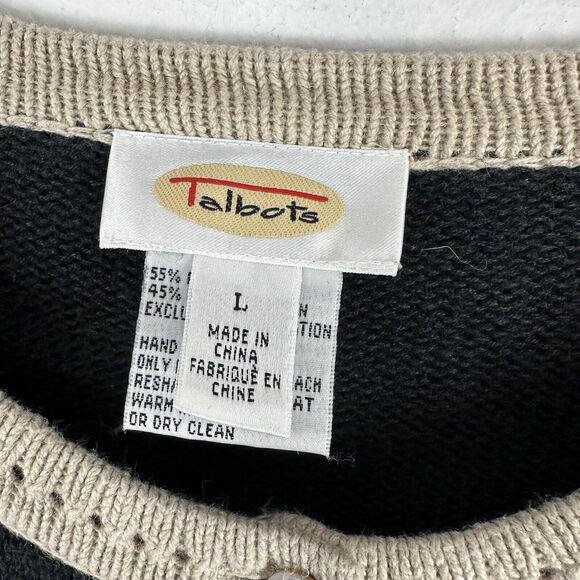 Talbots
55%
45%
EXCLU
HAND
ONLY
RESHA
WARM
OR DRY CLEAN
L
MADE IN
CHINA
FABRIQUÉ EN
CHINE
N
TION
ACH
AT